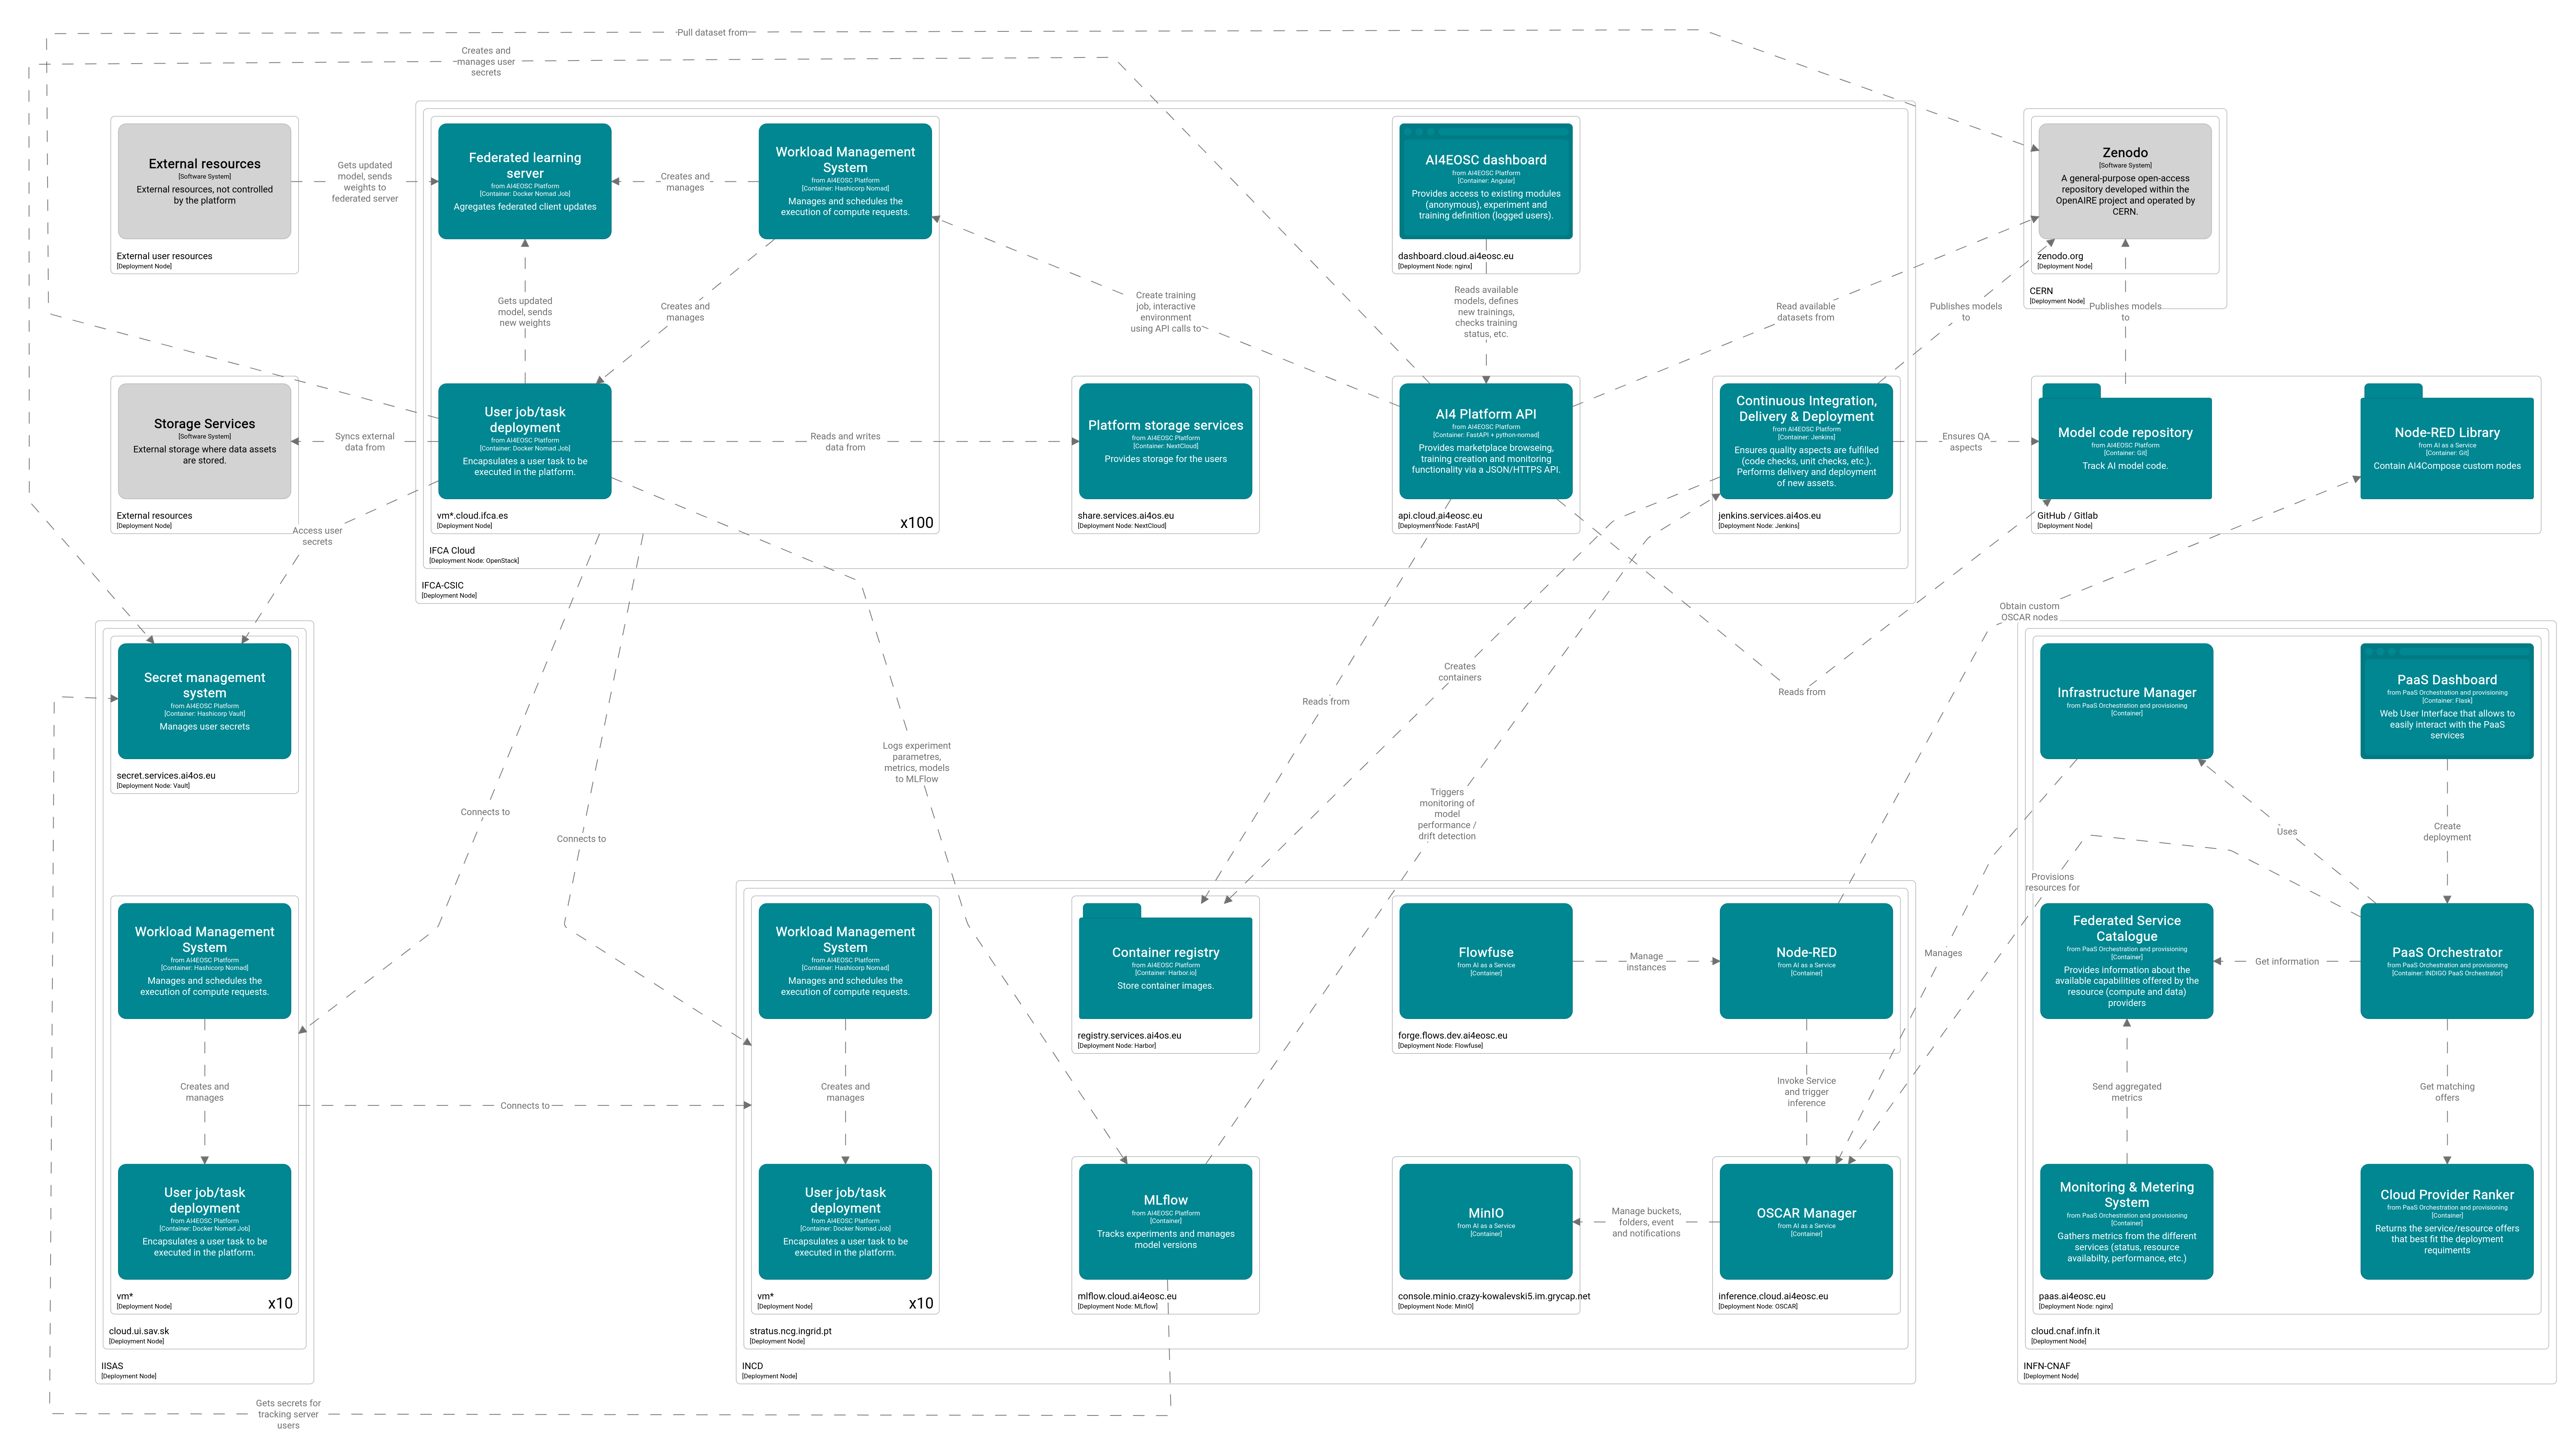 Pull dataset from
Creates and
manages user
secrets
External resources
[Software System]
External resources, not controlled
by the platform
External user resources
[Deployment Node]
Gets updated
model, sends
weights to
federated server
Federated learning
server
from AI4EOSC Platform
[Container: Docker Nomad Job]
Agregates federated client updates
Creates and
manages
Workload Management
System
from AI4EOSC Platform
[Container: Hashicorp Nomad]
Manages and schedules the
execution of compute requests.
AI4EOSC dashboard
from AI4EOSC Platform
[Container: Angular]
Provides access to existing modules
(anonymous), experiment and
training definition (logged users).
dashboard.cloud.ai4eosc.eu
[Deployment Node: nginx]
Zenodo
[Software System]
A general-purpose open-access
repository developed within the
OpenAIRE project and operated by
CERN.
zenodo.org
[Deployment Node]
CERN
[Deployment Node]
Gets updated
model, sends
new weights
Creates and
manages
Create training
job, interactive
environment
using API calls to
Reads available
models, defines
new trainings,
checks training
status, etc.
Read available
datasets from
Publishes models
to
Publishes models
to
Storage Services
[Software System]
External storage where data assets
are stored.
External resources
[Deployment Node]
Syncs external
data from
User job/task
deployment
from AI4EOSC Platform
[Container: Docker Nomad Job]
Encapsulates a user task to be
executed in the platform.
vm*.cloud.ifca.es
[Deployment Node]
x100
Reads and writes
data from
Platform storage services
from AI4EOSC Platform
[Container: NextCloud]
Provides storage for the users
share.services.ai4os.eu
[Deployment Node: NextCloud]
AI4 Platform API
from AI4EOSC Platform
[Container: FastAPI + python-nomad]
Provides marketplace browseing,
training creation and monitoring
functionality via a JSON/HTTPS API.
api.cloud.ai4eosc.eu
[Deployment Node: FastAPI]
Continuous Integration,
Delivery & Deployment
from AI4EOSC Platform
[Container: Jenkins]
Ensures quality aspects are fulfilled
(code checks, unit checks, etc.).
Performs delivery and deployment
of new assets.
jenkins.services.ai4os.eu
[Deployment Node: Jenkins]
Ensures QA
aspects
Model code repository
from AI4EOSC Platform
[Container: Git]
Track AI model code.
Node-RED Library
from AI as a Service
[Container: Git]
Contain AI4Compose custom nodes
GitHub / Gitlab
[Deployment Node]
IFCA Cloud
[Deployment Node: OpenStack]
IFCA-CSIC
[Deployment Node]
Access user
secrets
Obtain custom
OSCAR nodes
Secret management
system
from AI4EOSC Platform
[Container: Hashicorp Vault]
Manages user secrets
secret.services.ai4os.eu
[Deployment Node: Vault]
Creates
containers
Reads from
Reads from
Logs experiment
parametres,
metrics, models
to MLFlow
Connects to
Connects to
Triggers
monitoring of
model
performance /
drift detection
Infrastructure Manager
from PaaS Orchestration and provisioning
[Container]
PaaS Dashboard
from PaaS Orchestration and provisioning
[Container: Flask]
Web User Interface that allows to
easily interact with the PaaS
services
Uses
Create
deployment
Provisions
resources for
Manages
Workload Management
System
from AI4EOSC Platform
[Container: Hashicorp Nomad]
Manages and schedules the
execution of compute requests.
Creates and
manages
User job/task
deployment
from AI4EOSC Platform
[Container: Docker Nomad Job]
Encapsulates a user task to be
executed in the platform.
vm*
[Deployment Node]
x10
cloud.ui.sav.sk
[Deployment Node]
IISAS
[Deployment Node]
Connects to
Workload Management
System
from AI4EOSC Platform
[Container: Hashicorp Nomad]
Manages and schedules the
execution of compute requests.
Creates and
manages
User job/task
deployment
from AI4EOSC Platform
[Container: Docker Nomad Job]
Encapsulates a user task to be
executed in the platform.
vm*
[Deployment Node]
x10
Container registry
from AI4EOSC Platform
[Container: Harbor.io]
Store container images.
registry.services.ai4os.eu
[Deployment Node: Harbor]
Flowfuse
from AI as a Service
[Container]
Manage
instances
Node-RED
from AI as a Service
[Container]
forge.flows.dev.ai4eosc.eu
[Deployment Node: Flowfuse]
Invoke Service
and trigger
inference
MLflow
from AI4EOSC Platform
[Container]
Tracks experiments and manages
model versions
mlflow.cloud.ai4eosc.eu
[Deployment Node: MLflow]
MinIO
from AI as a Service
[Container]
console.minio.crazy-kowalevski5.im.grycap.net
[Deployment Node: MinIO]
Manage buckets,
folders, event
and notifications
OSCAR Manager
from AI as a Service
[Container]
inference.cloud.ai4eosc.eu
[Deployment Node: OSCAR]
stratus.ncg.ingrid.pt
[Deployment Node]
INCD
[Deployment Node]
Federated Service
Catalogue
from PaaS Orchestration and provisioning
[Container]
Provides information about the
available capabilities offered by the
resource (compute and data)
providers
Get information
PaaS Orchestrator
from PaaS Orchestration and provisioning
[Container: INDIGO PaaS Orchestrator]
Send aggregated
metrics
Get matching
offers
Monitoring & Metering
System
from PaaS Orchestration and provisioning
[Container]
Gathers metrics from the different
services (status, resource
availabilty, performance, etc.)
Cloud Provider Ranker
from PaaS Orchestration and provisioning
[Container]
Returns the service/resource offers
that best fit the deployment
requiments
paas.ai4eosc.eu
[Deployment Node: nginx]
cloud.cnaf.infn.it
[Deployment Node]
INFN-CNAF
[Deployment Node]
Gets secrets for
tracking server
users